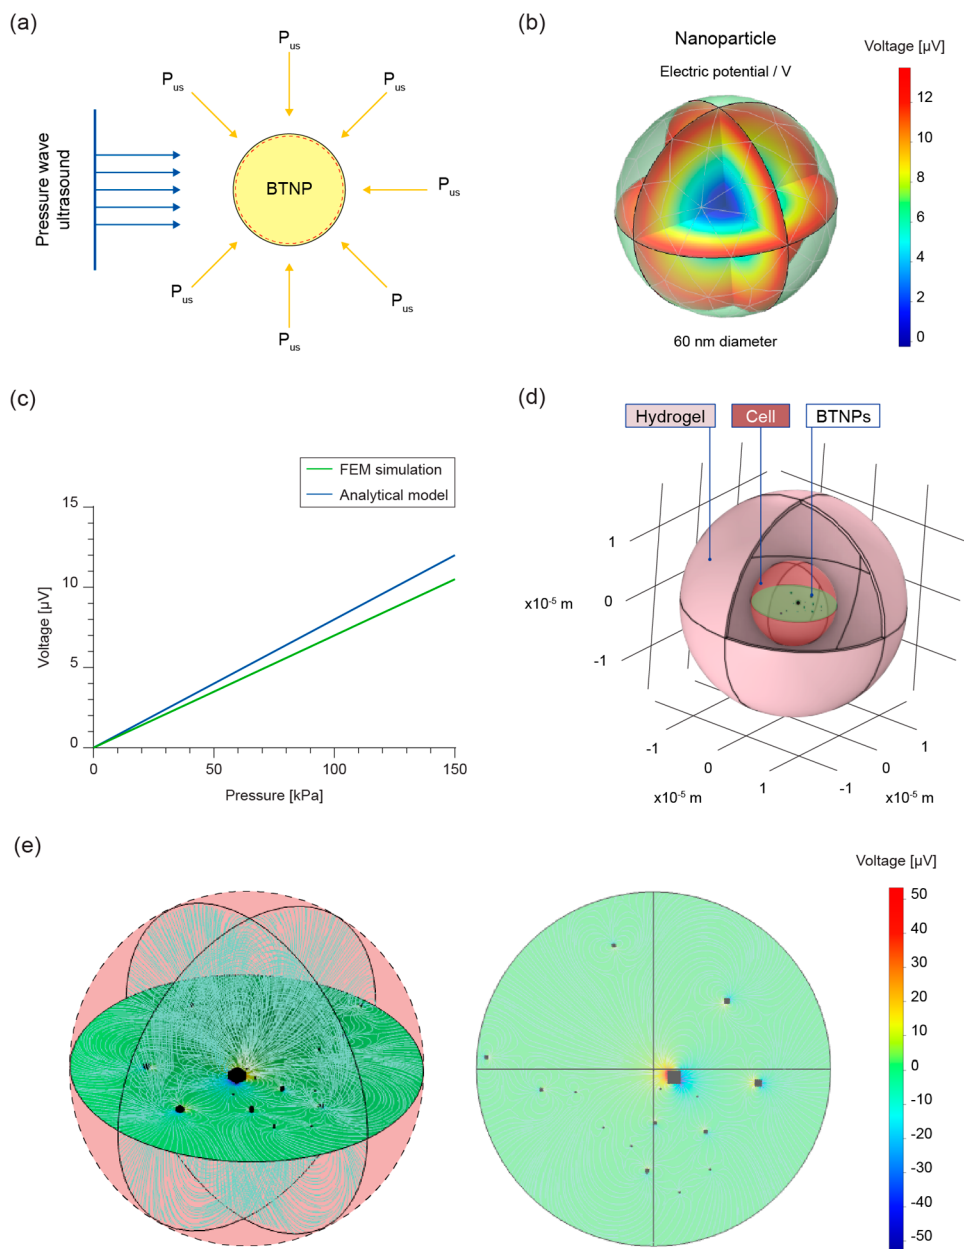 (a)
P us
P us
P us
Pressure wave
ultrasound
BTNP
P us
P us
P us
P us
(b)
Nanoparticle
Electric potential / V
60 nm diameter
Voltage [µV]
12
10
8
6
4
2
0
(c)
FEM simulation
Analytical model
15
10
5
0
Voltage [µV]
0
50
100
150
Pressure [kPa]
(d)
Hydrogel
Cell
BTNPs
1
0
-1
x10-5 m
-1
0
1
x10-5 m
1
0
-1
x10-5 m
(e)
Voltage [µV]
50
40
30
20
10
0
-10
-20
-30
-40
-50